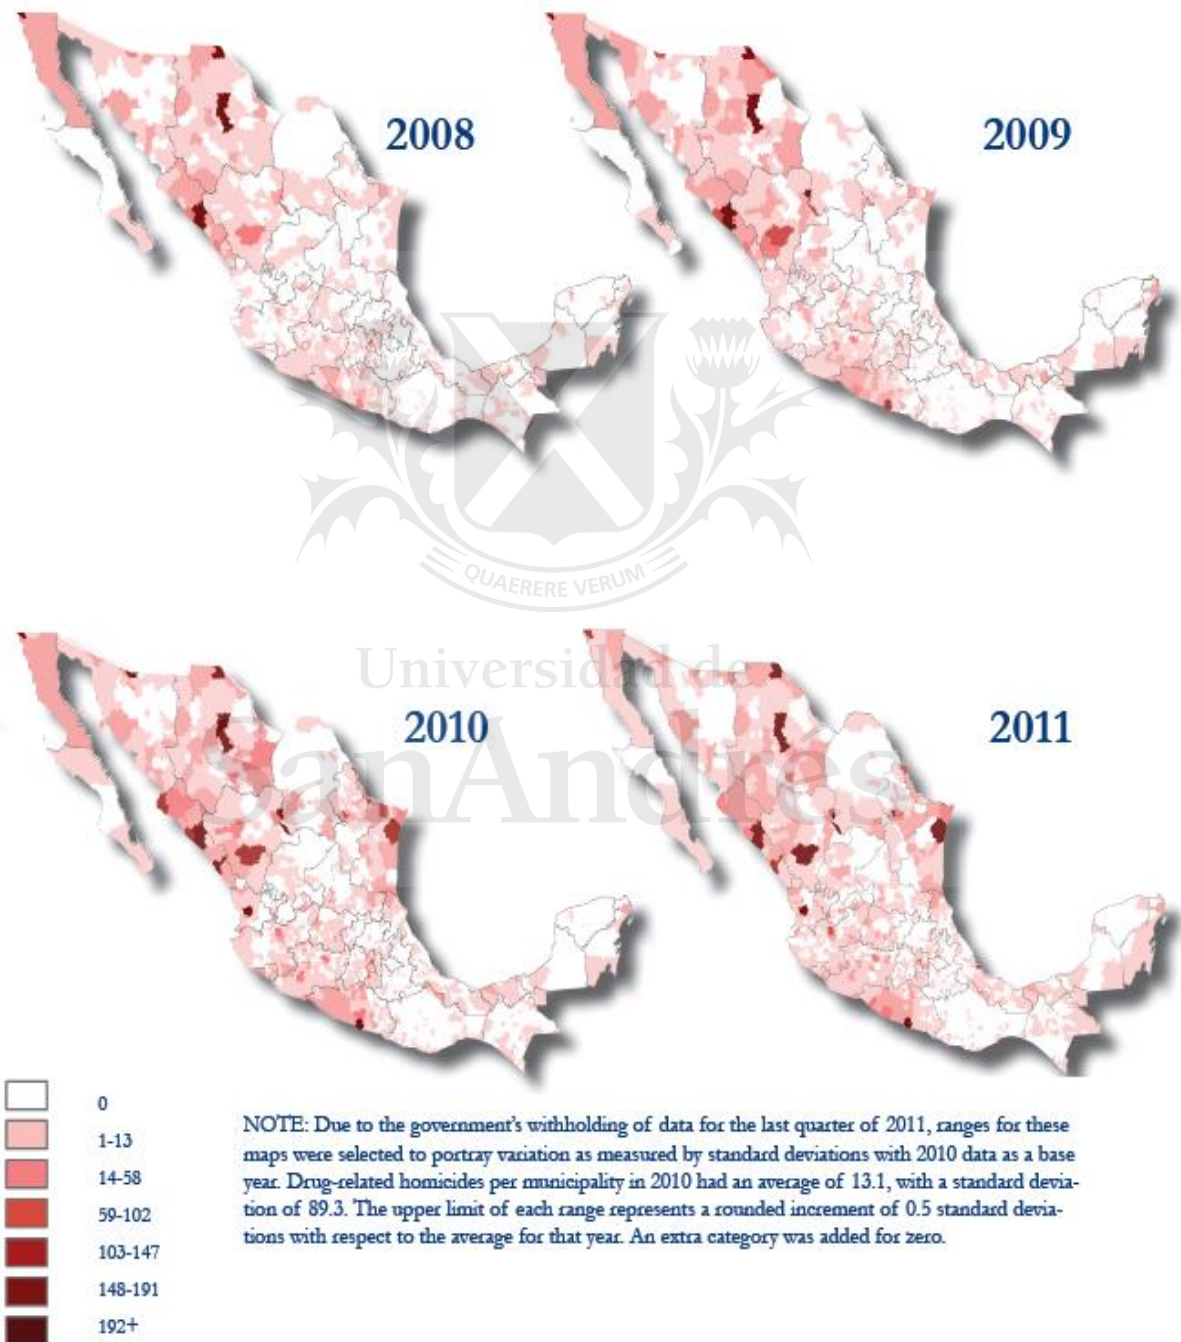 2008
2009
QUAERERE VERUM
Universidad de
SanAndrés
2010
2011
0
1-13
14-58
59-102
103-147
148-191
192+
NOTE: Due to the government's withholding of data for the last quarter of 2011, ranges for these
maps were selected to portray variation as measured by standard deviations with 2010 data as a base
year. Drug-related homicides per municipality in 2010 had an average of 13.1, with a standard devia-
tion of 89.3. The upper limit of each range represents a rounded increment of 0.5 standard devia-
tions with respect to the average for that year. An extra category was added for zero.